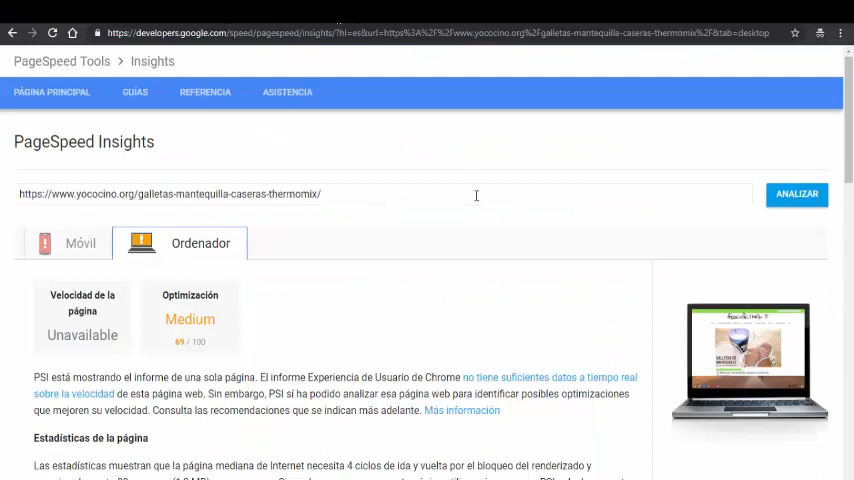 https://developers.google.com/speed/pagespeed/insights/?hl=es&url=https%3A%2F%2Fwww.yococino.org%2Fgalletas-mantequilla-caseras-thermomix%2F&tab=desktop
PageSpeed Tools > Insights
PÁGINA PRINCIPAL GUÍAS REFERENCIA ASISTENCIA
PageSpeed Insights
https://www.yococino.org/galletas-mantequilla-caseras-thermomix/ ANALIZAR
Móvil Ordenador
Velocidad de la página
Unavailable
Optimización
Medium
69 / 100
PSI está mostrando el informe de una sola página. El informe Experiencia de Usuario de Chrome no tiene suficientes datos a tiempo real
sobre la velocidad de esta página web. Sin embargo, PSI sí ha podido analizar esa página web para identificar posibles optimizaciones
que mejoren su velocidad. Consulta las recomendaciones que se indican más adelante. Más información
Estadísticas de la página
Las estadísticas muestran que la página mediana de Internet necesita 4 ciclos de ida y vuelta por el bloqueo del renderizado y